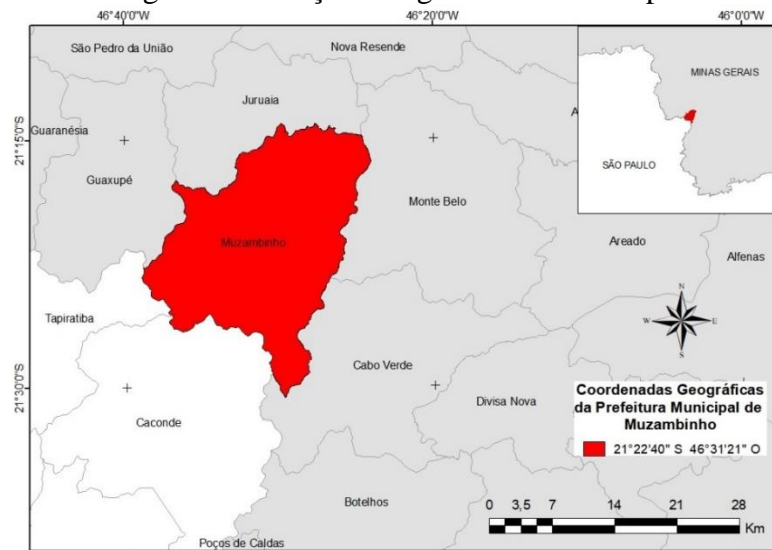 46°40'0"W
46°20'0"W
46°0'0"W
São Pedro da União
Nova Resende
MINAS GERAIS
Juruaia
Guaranésia
A
21°15'0"S
SÃO PAULO
Guaxupé
Monte Belo
Muzambinho
Areado
Alfenas
N
Tapiratiba
W
E
S
Cabo Verde
21°30'0"S
Coordenadas Geográficas
da Prefeitura Municipal de
Muzambinho
Divisa Nova
Caconde
21°22'40" S 46°31'21" O
Botelhos
0 3,5 7 14 21 28
Km
Poços de Caldas